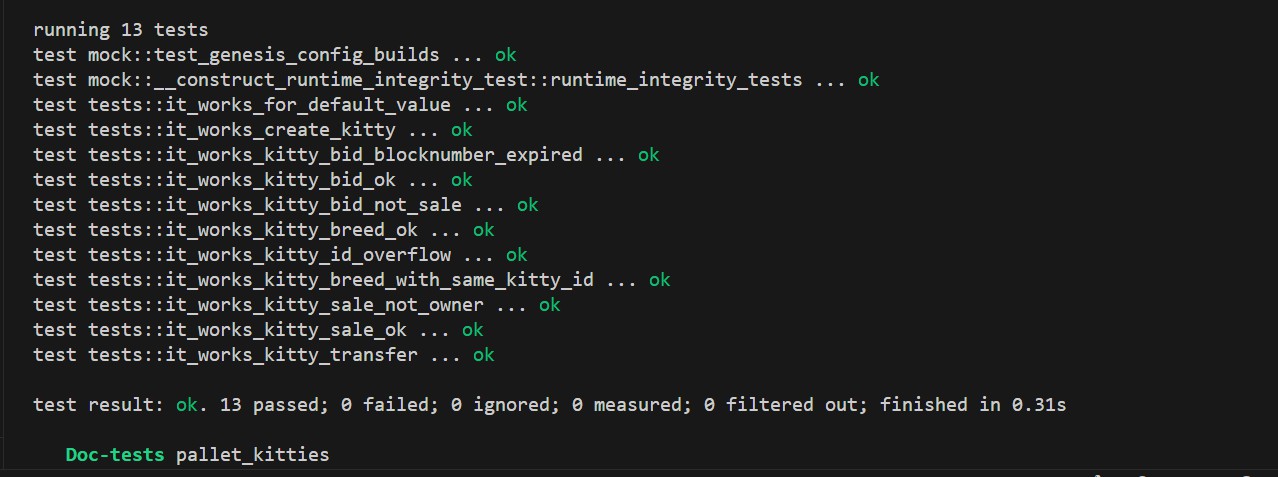 running 13 tests
test mock::test_genesis_config_builds ... ok
test mock::__construct_runtime_integrity_test::runtime_integrity_tests ... ok
test tests::it_works_for_default_value ... ok
test tests::it_works_create_kitty ... ok
test tests::it_works_kitty_bid_blocknumber_expired ... ok
test tests::it_works_kitty_bid_ok ... ok
test tests::it_works_kitty_bid_not_sale ... ok
test tests::it_works_kitty_breed_ok ... ok
test tests::it_works_kitty_id_overflow ... ok
test tests::it_works_kitty_breed_with_same_kitty_id ... ok
test tests::it_works_kitty_sale_not_owner ... ok
test tests::it_works_kitty_sale_ok ... ok
test tests::it_works_kitty_transfer ... ok
test result: ok. 13 passed; 0 failed; 0 ignored; 0 measured; 0 filtered out; finished in 0.31s
Doc-tests pallet_kitties